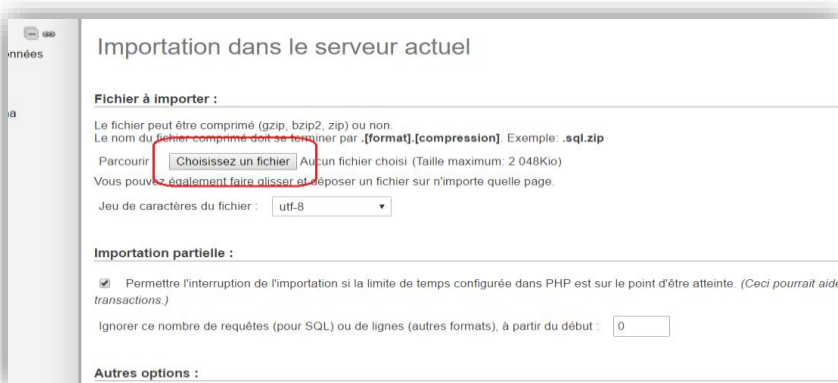 onnées
Importation dans le serveur actuel
Fichier à importer :
Le fichier peut être comprimé (gzip, bzip2, zip) ou non.
Le nom du fichier comprimé doit se terminer par .[format].[compression]. Exemple: .sql.zip
Parcourir Choisissez un fichier Aucun fichier choisi (Taille maximum: 2 048Kio)
Vous pouvez également faire glisser et déposer un fichier sur n'importe quelle page.
Jeu de caractères du fichier : utf-8
Importation partielle :
Permettre l'interruption de l'importation si la limite de temps configurée dans PHP est sur le point d'être atteinte. (Ceci pourrait aide
transactions.)
Ignorer ce nombre de requêtes (pour SQL) ou de lignes (autres formats), à partir du début : 0
Autres options :